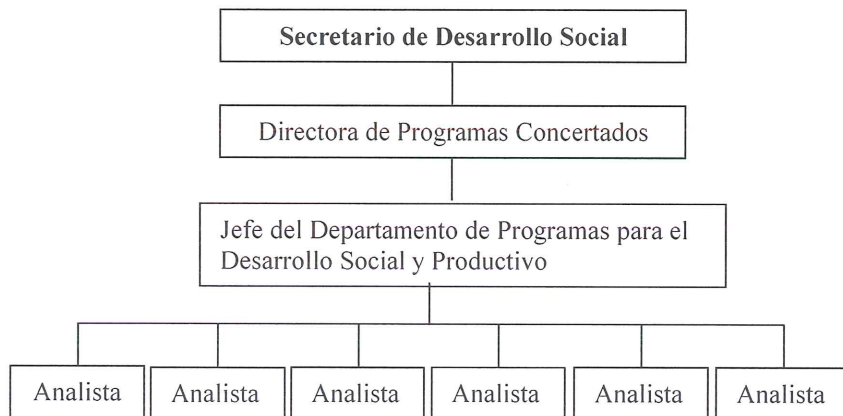 Secretario de Desarrollo Social
Directora de Programas Concertados
Jefe del Departamento de Programas para el
Desarrollo Social y Productivo
Analista
Analista
Analista
Analista
Analista
Analista